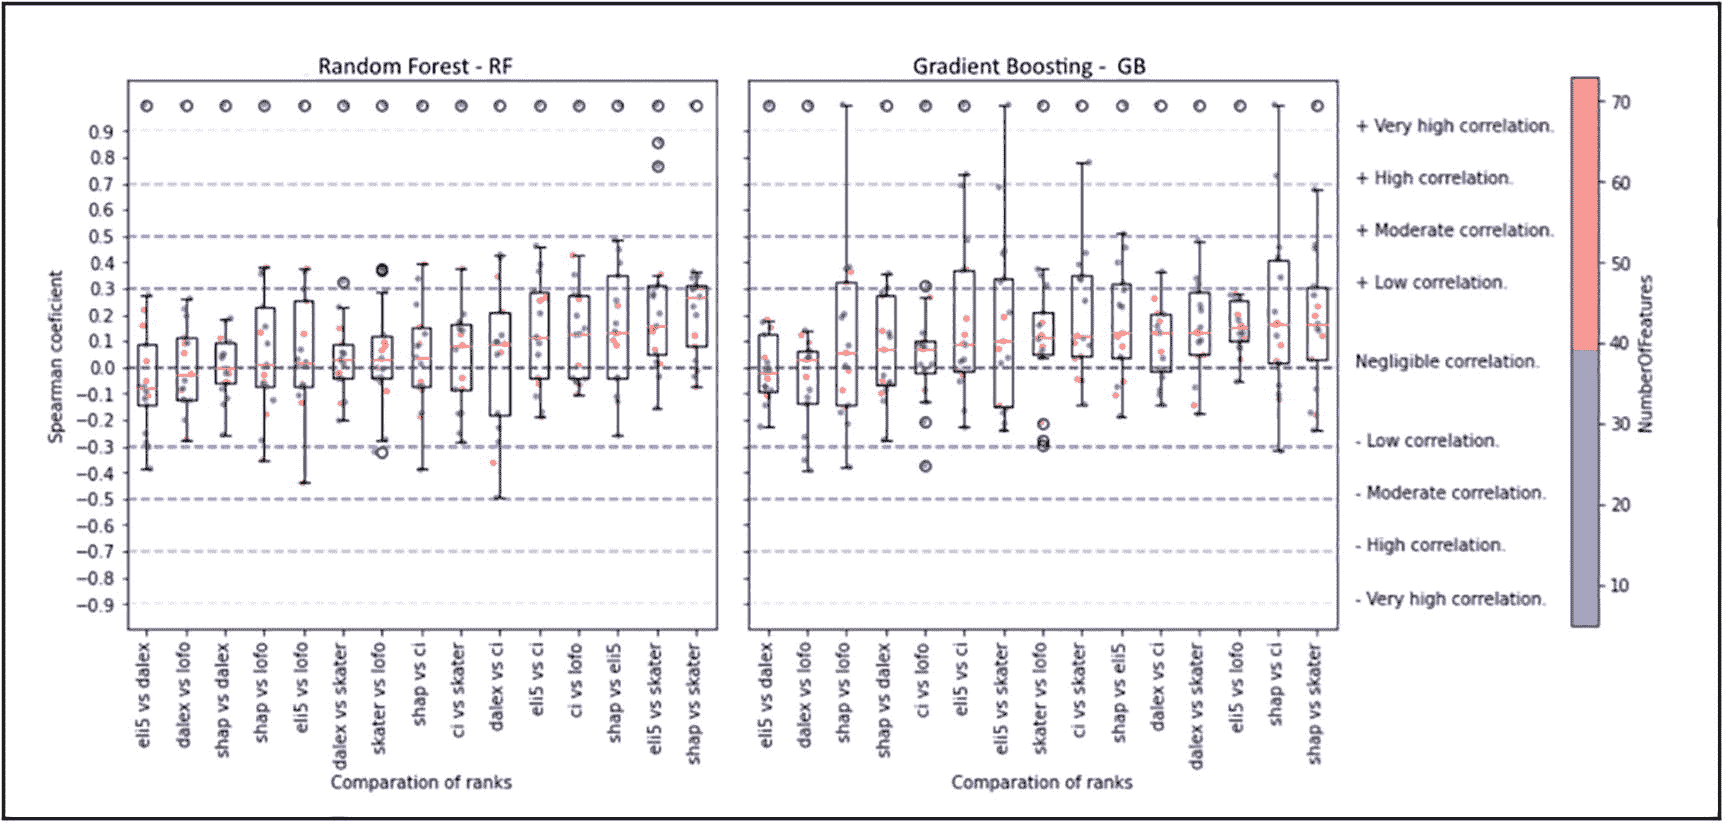 Random Forest - RF
Gradient Boosting - GB
Spearman coeficient
0.9
0.8
0.7
0.6
0.5
0.4
0.3
0.2
0.1
0.0
−0.1
−0.2
−0.3
−0.4
−0.5
−0.6
−0.7
−0.8
−0.9
eli5 vs dalex
dalex vs lofo
shap vs dalex
shap vs lofo
eli5 vs lofo
dalex vs skater
skater vs lofo
shap vs ci
ci vs skater
dalex vs ci
eli5 vs ci
ci vs lofo
shap vs eli5
eli5 vs skater
shap vs skater
Comparation of ranks
eli5 vs dalex
dalex vs lofo
shap vs lofo
shap vs dalex
ci vs lofo
eli5 vs ci
eli5 vs skater
skater vs lofo
ci vs skater
shap vs eli5
dalex vs ci
dalex vs skater
eli5 vs lofo
shap vs ci
shap vs skater
Comparation of ranks
+ Very high correlation.
+ High correlation.
+ Moderate correlation.
+ Low correlation.
Negligible correlation.
- Low correlation.
- Moderate correlation.
- High correlation.
- Very high correlation.
70
60
50
40
30
20
10
NumberOfFeatures